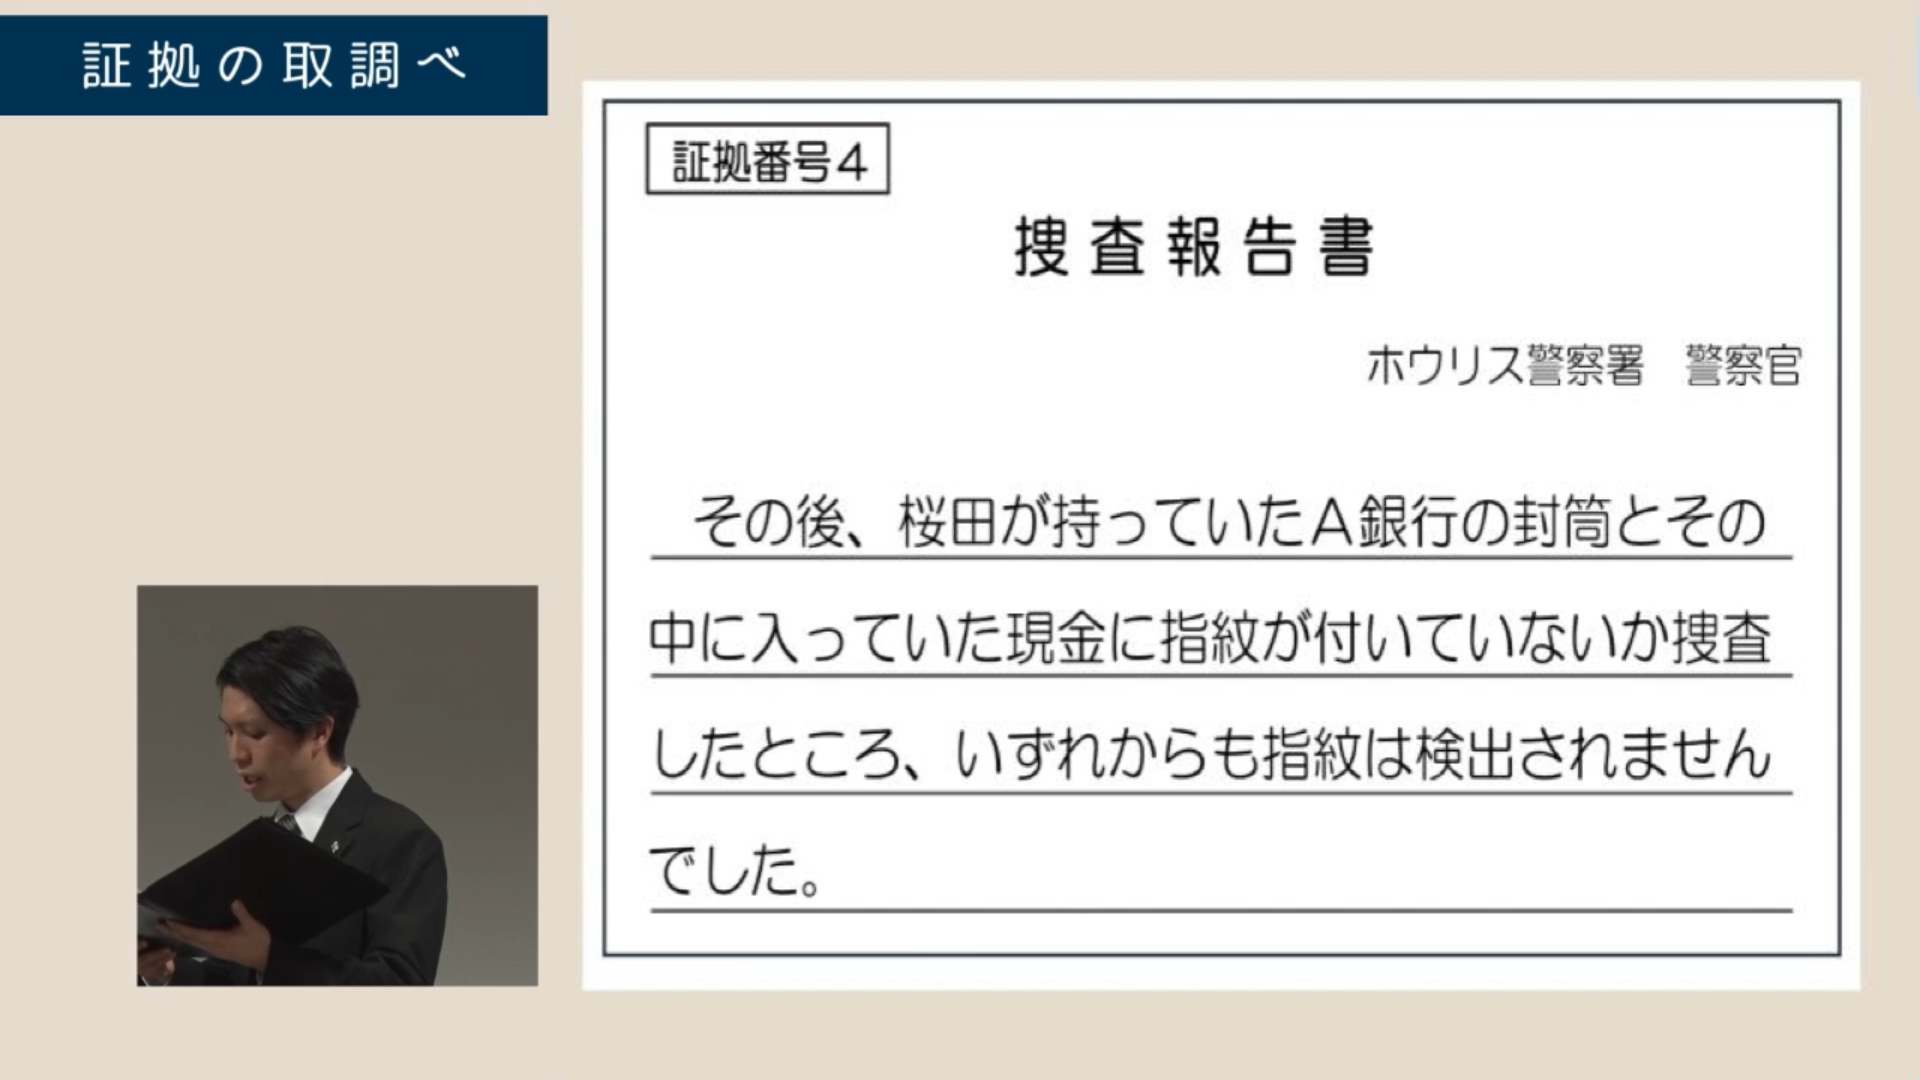 証拠の取調べ
証拠番号4
捜査報告書
ホウリス警察署　警察官
その後、桜田が持っていたA銀行の封筒とその
中に入っていた現金に指紋が付いていないか捜査
したところ、いずれからも指紋は検出されません
でした。